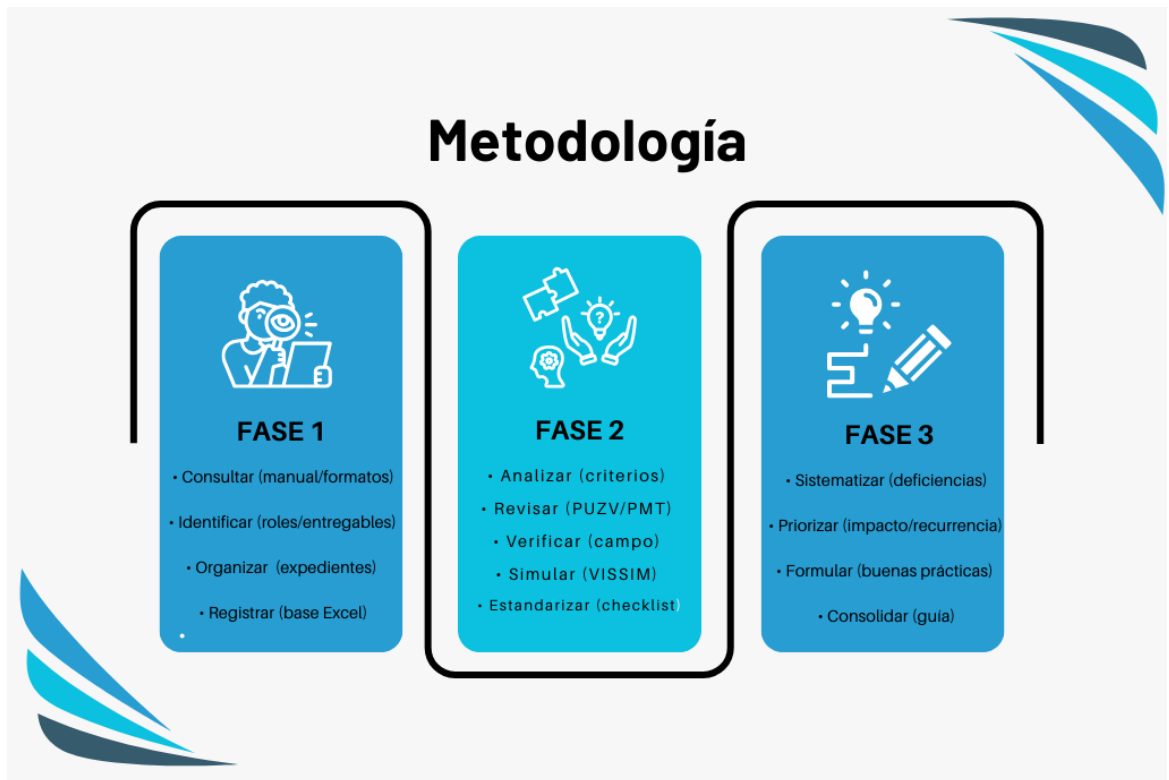 Metodología
FASE 1
• Consultar (manual/formatos)
• Identificar (roles/entregables)
• Organizar (expedientes)
• Registrar (base Excel)
•
FASE 2
• Analizar (criterios)
• Revisar (PUZV/PMT)
• Verificar (campo)
• Simular (VISSIM)
• Estandarizar (checklist)
FASE 3
• Sistematizar (deficiencias)
• Priorizar (impacto/recurrencia)
• Formular (buenas prácticas)
• Consolidar (guía)
?